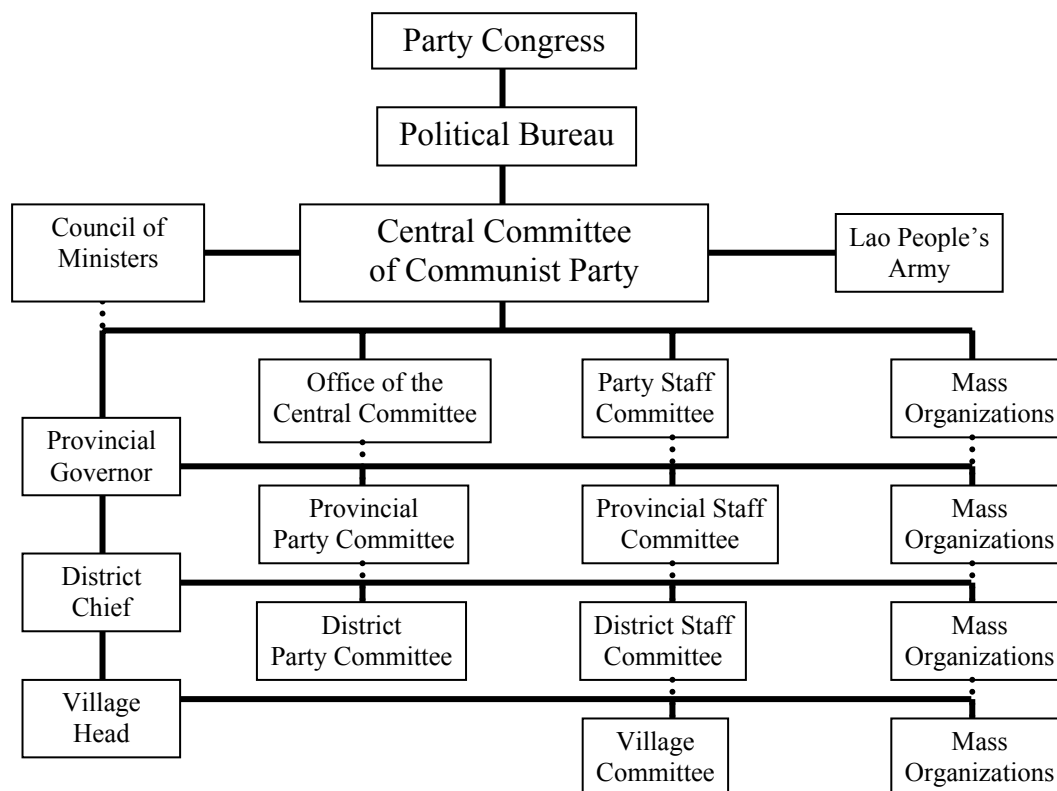 Party Congress
Political Bureau
Council of
Ministers
Central Committee
of Communist Party
Lao People’s
Army
Office of the
Central Committee
Party Staff
Committee
Mass
Organizations
Provincial
Governor
Provincial
Party Committee
Provincial Staff
Committee
Mass
Organizations
District
Chief
District
Party Committee
District Staff
Committee
Mass
Organizations
Village
Head
Village
Committee
Mass
Organizations